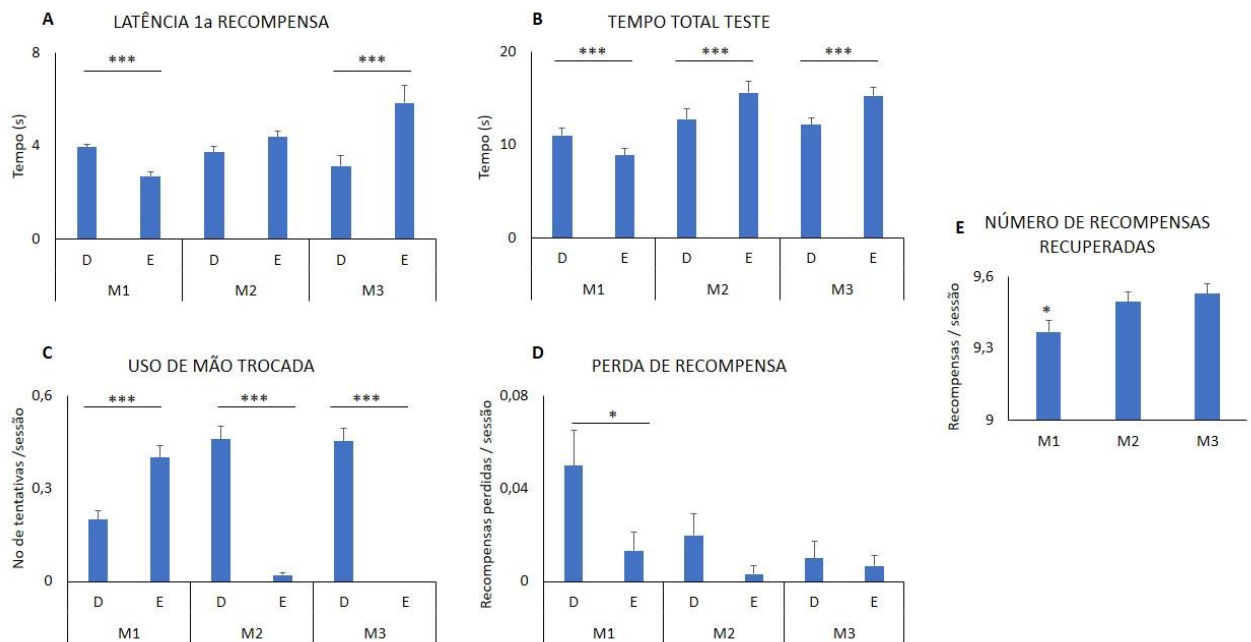 A LATÊNCIA 1a RECOMPENSA
8
4
0
Tempo (s)
***
***
D E D E D E
M1 M2 M3
B TEMPO TOTAL TESTE
20
10
0
Tempo (s)
***
***
***
D E D E D E
M1 M2 M3
C USO DE MÃO TROCADA
0,6
0,3
0
No de tentativas /sessão
***
***
***
D E D E D E
M1 M2 M3
D PERDA DE RECOMPENSA
0,08
0,04
0
Recompensas perdidas / sessão
*
D E D E D E
M1 M2 M3
E NÚMERO DE RECOMPENSAS
RECUPERADAS
9,6
9,3
9
Recompensas / sessão
*
M1 M2 M3